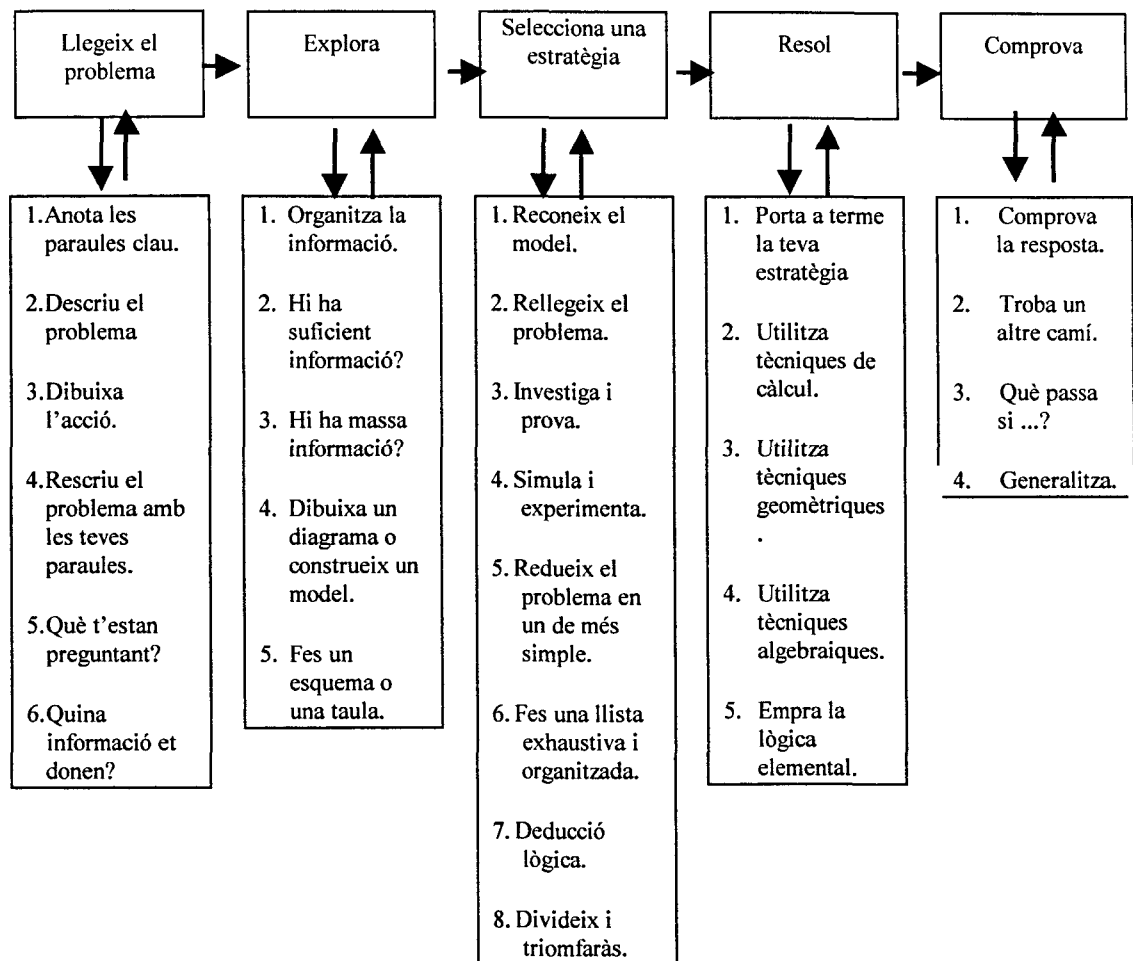 Llegeix el
problema
Explora
Selecciona una
estratègia
Resol
Comprova
1.Anota les
paraules clau.
2.Descriu el
problema
3.Dibuixa
l'acció.
4.Rescriu el
problema amb
les teves
paraules.
5.Què t'estan
preguntant?
6.Quina
informació et
donen?
1. Organitza la
informació.
2. Hi ha
suficient
informació?
3. Hi ha massa
informació?
4. Dibuixa un
diagrama o
construeix un
model.
5. Fes un
esquema o
una taula.
1. Reconeix el
model.
2. Rellegeix el
problema.
3. Investiga i
prova.
4. Simula i
experimenta.
5. Redueix el
problema en
un de més
simple.
6. Fes una llista
exhaustiva i
organitzada.
7. Deducció
lògica.
8. Divideix i
triomfaràs.
1. Porta a terme
la teva
estratègia
2. Utilitza
tècniques de
càlcul.
3. Utilitza
tècniques
geomètriques
.
4. Utilitza
tècniques
algebraiques.
5. Empra la
lògica
elemental.
1. Comprova
la resposta.
2. Troba un
altre camí.
3. Què passa
si ...?
4. Generalitza.